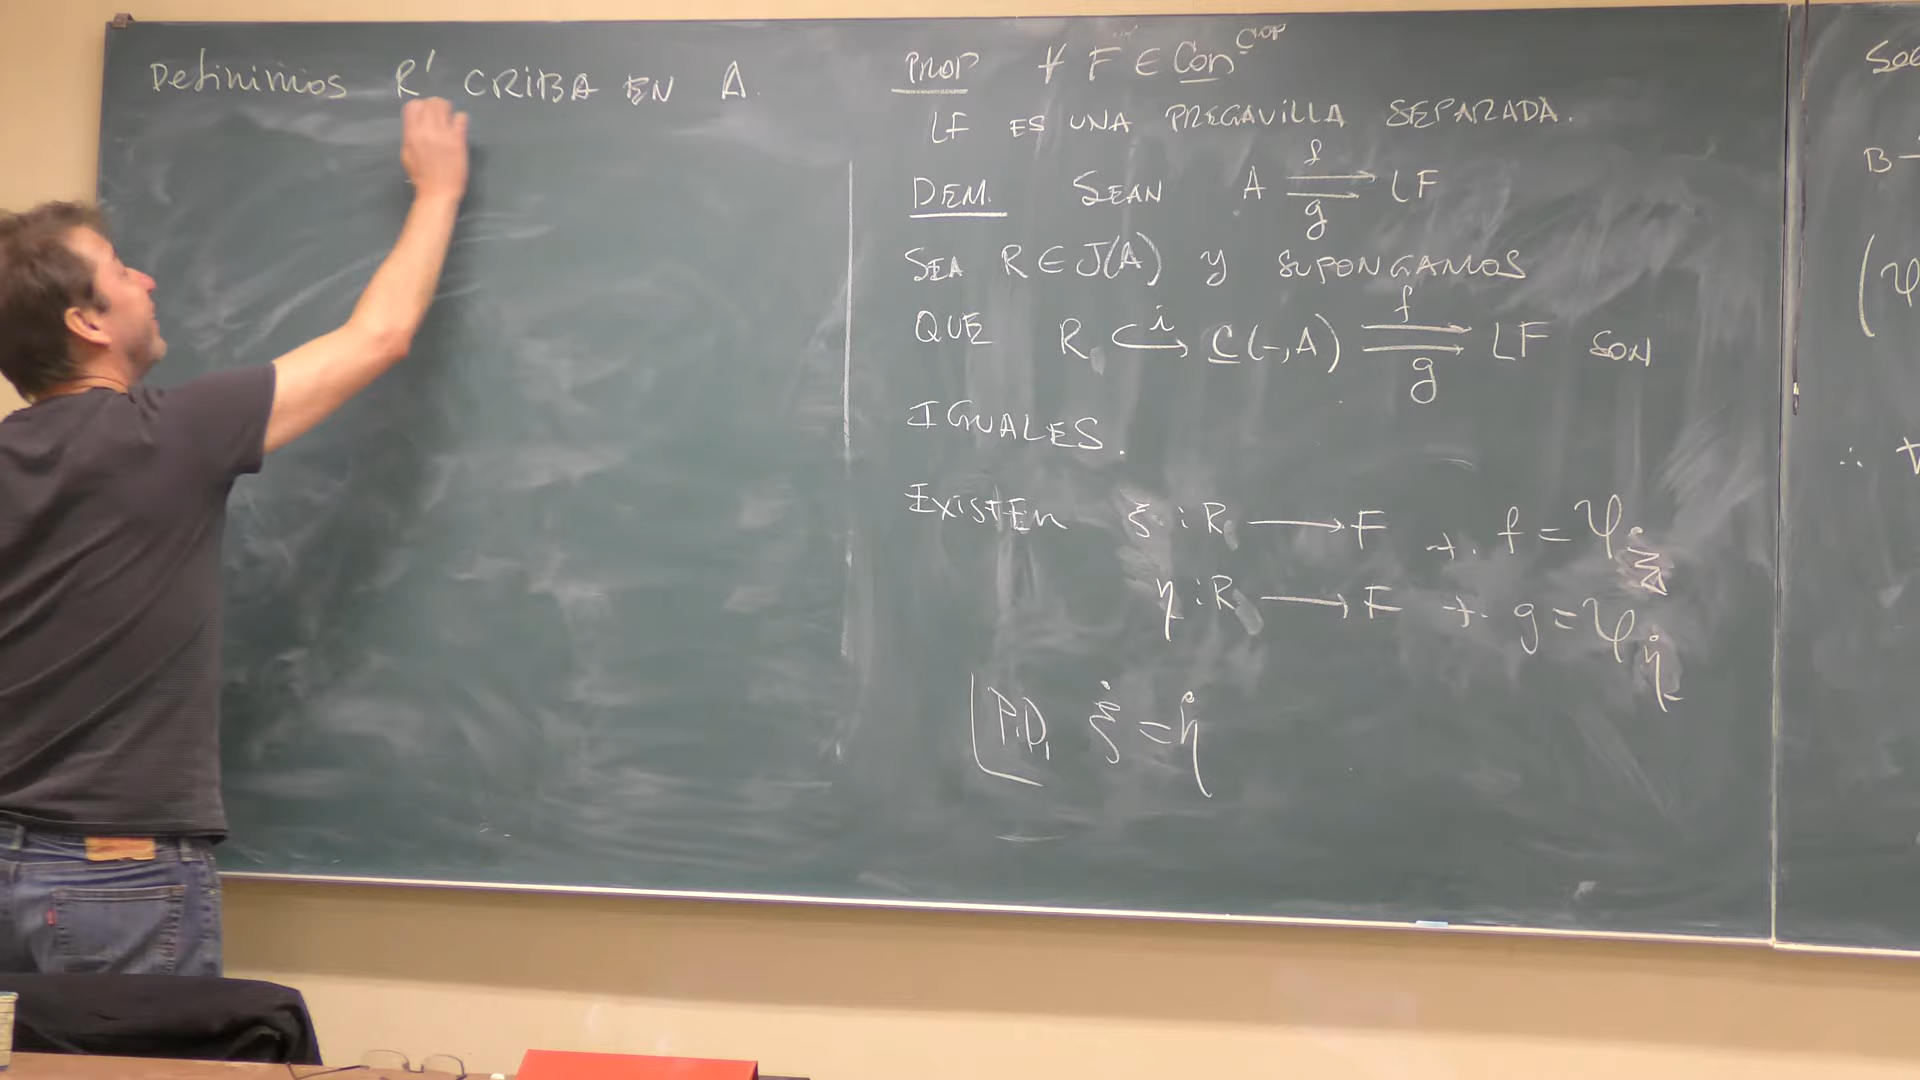 Definimos R' CRIBA EN A.
PROP ∀ F ∈ Con^C^op
LF ES UNA PREGAVILLA SEPARADA.
DEM. SEAN A ⇉ LF
f
g
SEA R ∈ J(A) y SUPONGAMOS
QUE R ↪ C(-,A) ⇉ LF SON
i
f
g
IGUALES.
EXISTEN ξ : R ⟶ F +. f = φ_ξ̇
η : R ⟶ F +. g = φ_η̇
P.D. ξ̇ = η̇
B
(φ
∴ ∀